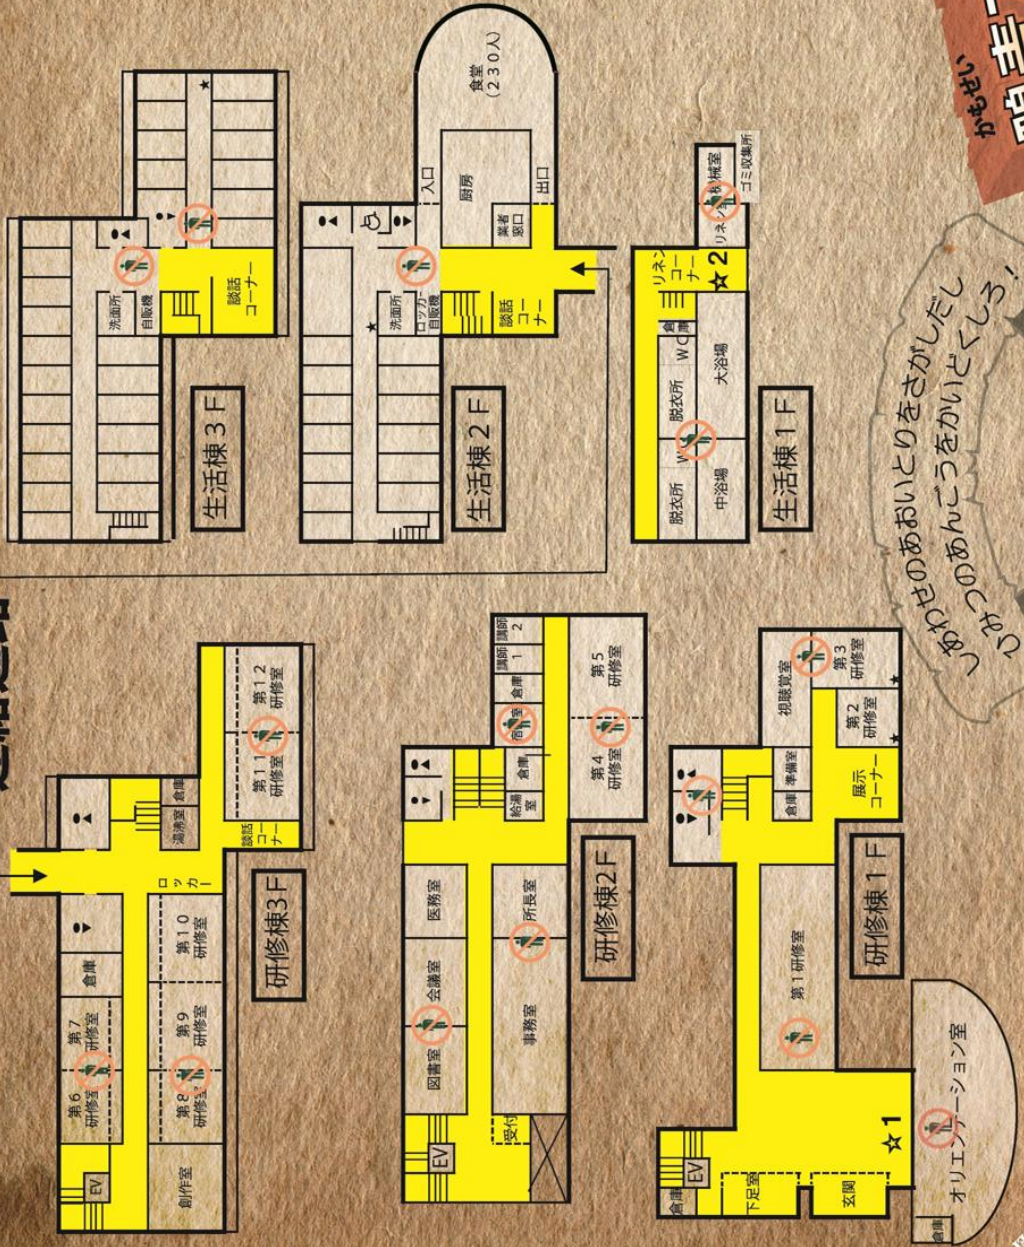 かもせい
研修棟3F
第6
研修室
第7
研修室
倉庫
第8
研修室
第9
研修室
第10
研修室
ロッカー
創作室
EV
湯沸室
倉庫
談話
コーナー
第11
研修室
第12
研修室
研修棟2F
図書室
会議室
医務室
事務室
所長室
受付
EV
給湯室
倉庫
倉庫
講師
1
講師
2
第4
研修室
第5
研修室
研修棟1F
倉庫
EV
下足室
玄関
☆1
第1研修室
オリエンテーション室
倉庫
倉庫
準備室
視聴覚室
展示
コーナー
第2
研修室
第3
研修室
生活棟3F
洗面所
自販機
談話
コーナー
生活棟2F
洗面所
ロッカー
自販機
談話
コーナー
入口
厨房
業者
窓口
出口
食堂
(230人)
生活棟1F
脱衣所
脱衣所
WC
倉庫
中浴場
大浴場
リネン
コーナー
☆2
ゴミ収集所
しあわせのあおいとりをさがしだし
ひみつのあんごうをかいどくしろ!